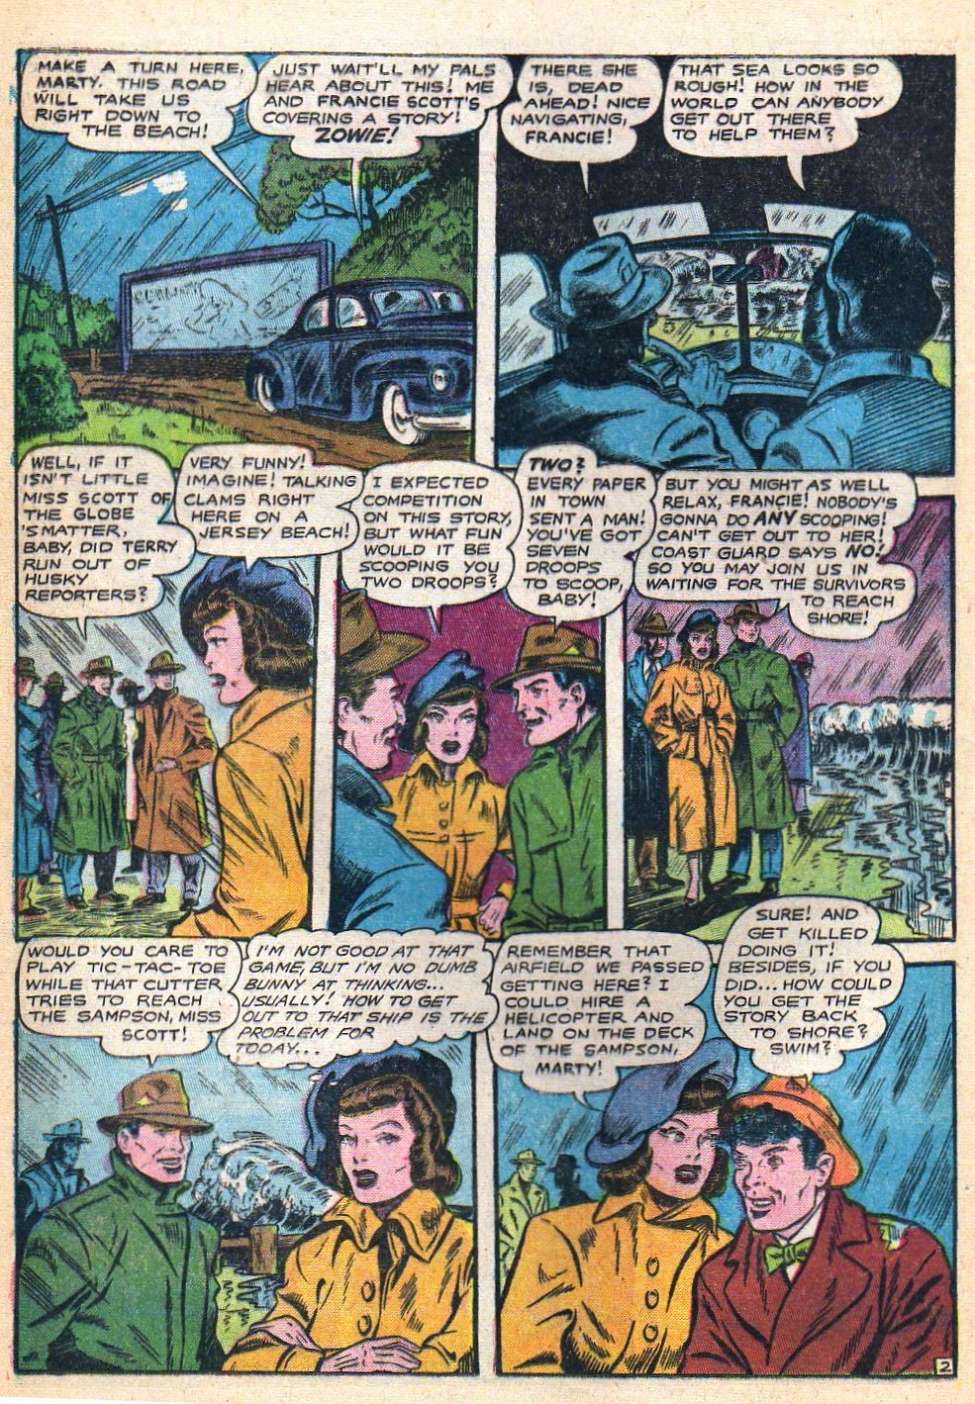 MAKE A TURN HERE,
MARTY. THIS ROAD
WILL TAKE US
RIGHT DOWN TO
THE BEACH!
JUST WAIT'LL MY PALS
HEAR ABOUT THIS! ME
AND FRANCIE SCOTT'S
COVERING A STORY!
ZOWIE!
THERE SHE
IS, DEAD
AHEAD! NICE
NAVIGATING,
FRANCIE!
THAT SEA LOOKS SO
ROUGH! HOW IN THE
WORLD CAN ANYBODY
GET OUT THERE
TO HELP THEM?
WELL, IF IT
ISN'T LITTLE
MISS SCOTT OF
THE GLOBE
'SMATTER,
BABY, DID TERRY
RUN OUT OF
HUSKY
REPORTERS?
VERY FUNNY!
IMAGINE! TALKING
CLAMS RIGHT
HERE ON A
JERSEY BEACH!
I EXPECTED
COMPETITION
ON THIS STORY,
BUT WHAT FUN
WOULD IT BE
SCOOPING YOU
TWO DROOPS?
TWO?
EVERY PAPER
IN TOWN
SENT A MAN!
YOU'VE GOT
SEVEN
DROOPS
TO SCOOP,
BABY!
BUT YOU MIGHT AS WELL
RELAX, FRANCIE! NOBODY'S
GONNA DO ANY SCOOPING!
CAN'T GET OUT TO HER!
COAST GUARD SAYS NO!
SO YOU MAY JOIN US IN
WAITING FOR THE SURVIVORS
TO REACH
SHORE!
WOULD YOU CARE TO
PLAY TIC-TAC-TOE
WHILE THAT CUTTER
TRIES TO REACH
THE SAMPSON, MISS
SCOTT!
I'M NOT GOOD AT THAT
GAME, BUT I'M NO DUMB
BUNNY AT THINKING...
USUALLY! HOW TO GET
OUT TO THAT SHIP IS THE
PROBLEM FOR
TODAY...
REMEMBER THAT
AIRFIELD WE PASSED
GETTING HERE? I
COULD HIRE A
HELICOPTER AND
LAND ON THE DECK
OF THE SAMPSON,
MARTY!
SURE! AND
GET KILLED
DOING IT!
BESIDES, IF YOU
DID... HOW COULD
YOU GET THE
STORY BACK
TO SHORE?
SWIM?
2